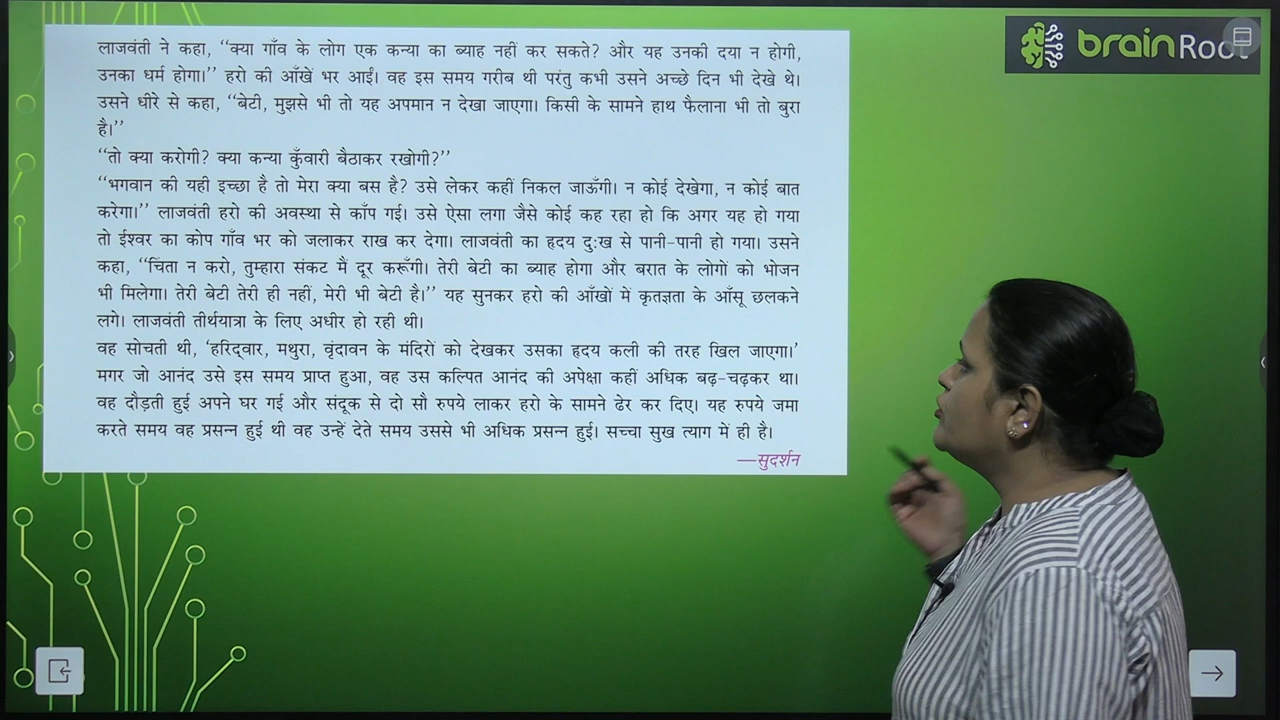 brainRoot
लाजवंती ने कहा, ‘‘क्या गाँव के लोग एक कन्या का ब्याह नहीं कर सकते? और यह उनकी दया न होगी,
उनका धर्म होगा।’’ हरो की आँखें भर आईं। वह इस समय गरीब थी परंतु कभी उसने अच्छे दिन भी देखे थे।
उसने धीरे से कहा, ‘‘बेटी, मुझसे भी तो यह अपमान न देखा जाएगा। किसी के सामने हाथ फैलाना भी तो बुरा
है।’’
‘‘तो क्या करोगी? क्या कन्या कुँवारी बैठाकर रखोगी?’’
‘‘भगवान की यही इच्छा है तो मेरा क्या बस है? उसे लेकर कहीं निकल जाऊँगी। न कोई देखेगा, न कोई बात
करेगा।’’ लाजवंती हरो की अवस्था से काँप गई। उसे ऐसा लगा जैसे कोई कह रहा हो कि अगर यह हो गया
तो ईश्वर का कोप गाँव भर को जलाकर राख कर देगा। लाजवंती का हृदय दु:ख से पानी-पानी हो गया। उसने
कहा, ‘‘चिंता न करो, तुम्हारा संकट मैं दूर करूँगी। तेरी बेटी का ब्याह होगा और बरात के लोगों को भोजन
भी मिलेगा। तेरी बेटी तेरी ही नहीं, मेरी भी बेटी है।’’ यह सुनकर हरो की आँखों में कृतज्ञता के आँसू छलकने
लगे। लाजवंती तीर्थयात्रा के लिए अधीर हो रही थी।
वह सोचती थी, ‘हरिद्‌वार, मथुरा, वृंदावन के मंदिरों को देखकर उसका हृदय कली की तरह खिल जाएगा।’
मगर जो आनंद उसे इस समय प्राप्त हुआ, वह उस कल्पित आनंद की अपेक्षा कहीं अधिक बढ़-चढ़कर था।
वह दौड़ती हुई अपने घर गई और संदूक से दो सौ रुपये लाकर हरो के सामने ढेर कर दिए। यह रुपये जमा
करते समय वह प्रसन्न हुई थी वह उन्हें देते समय उससे भी अधिक प्रसन्न हुई। सच्चा सुख त्याग में ही है।
—सुदर्शन